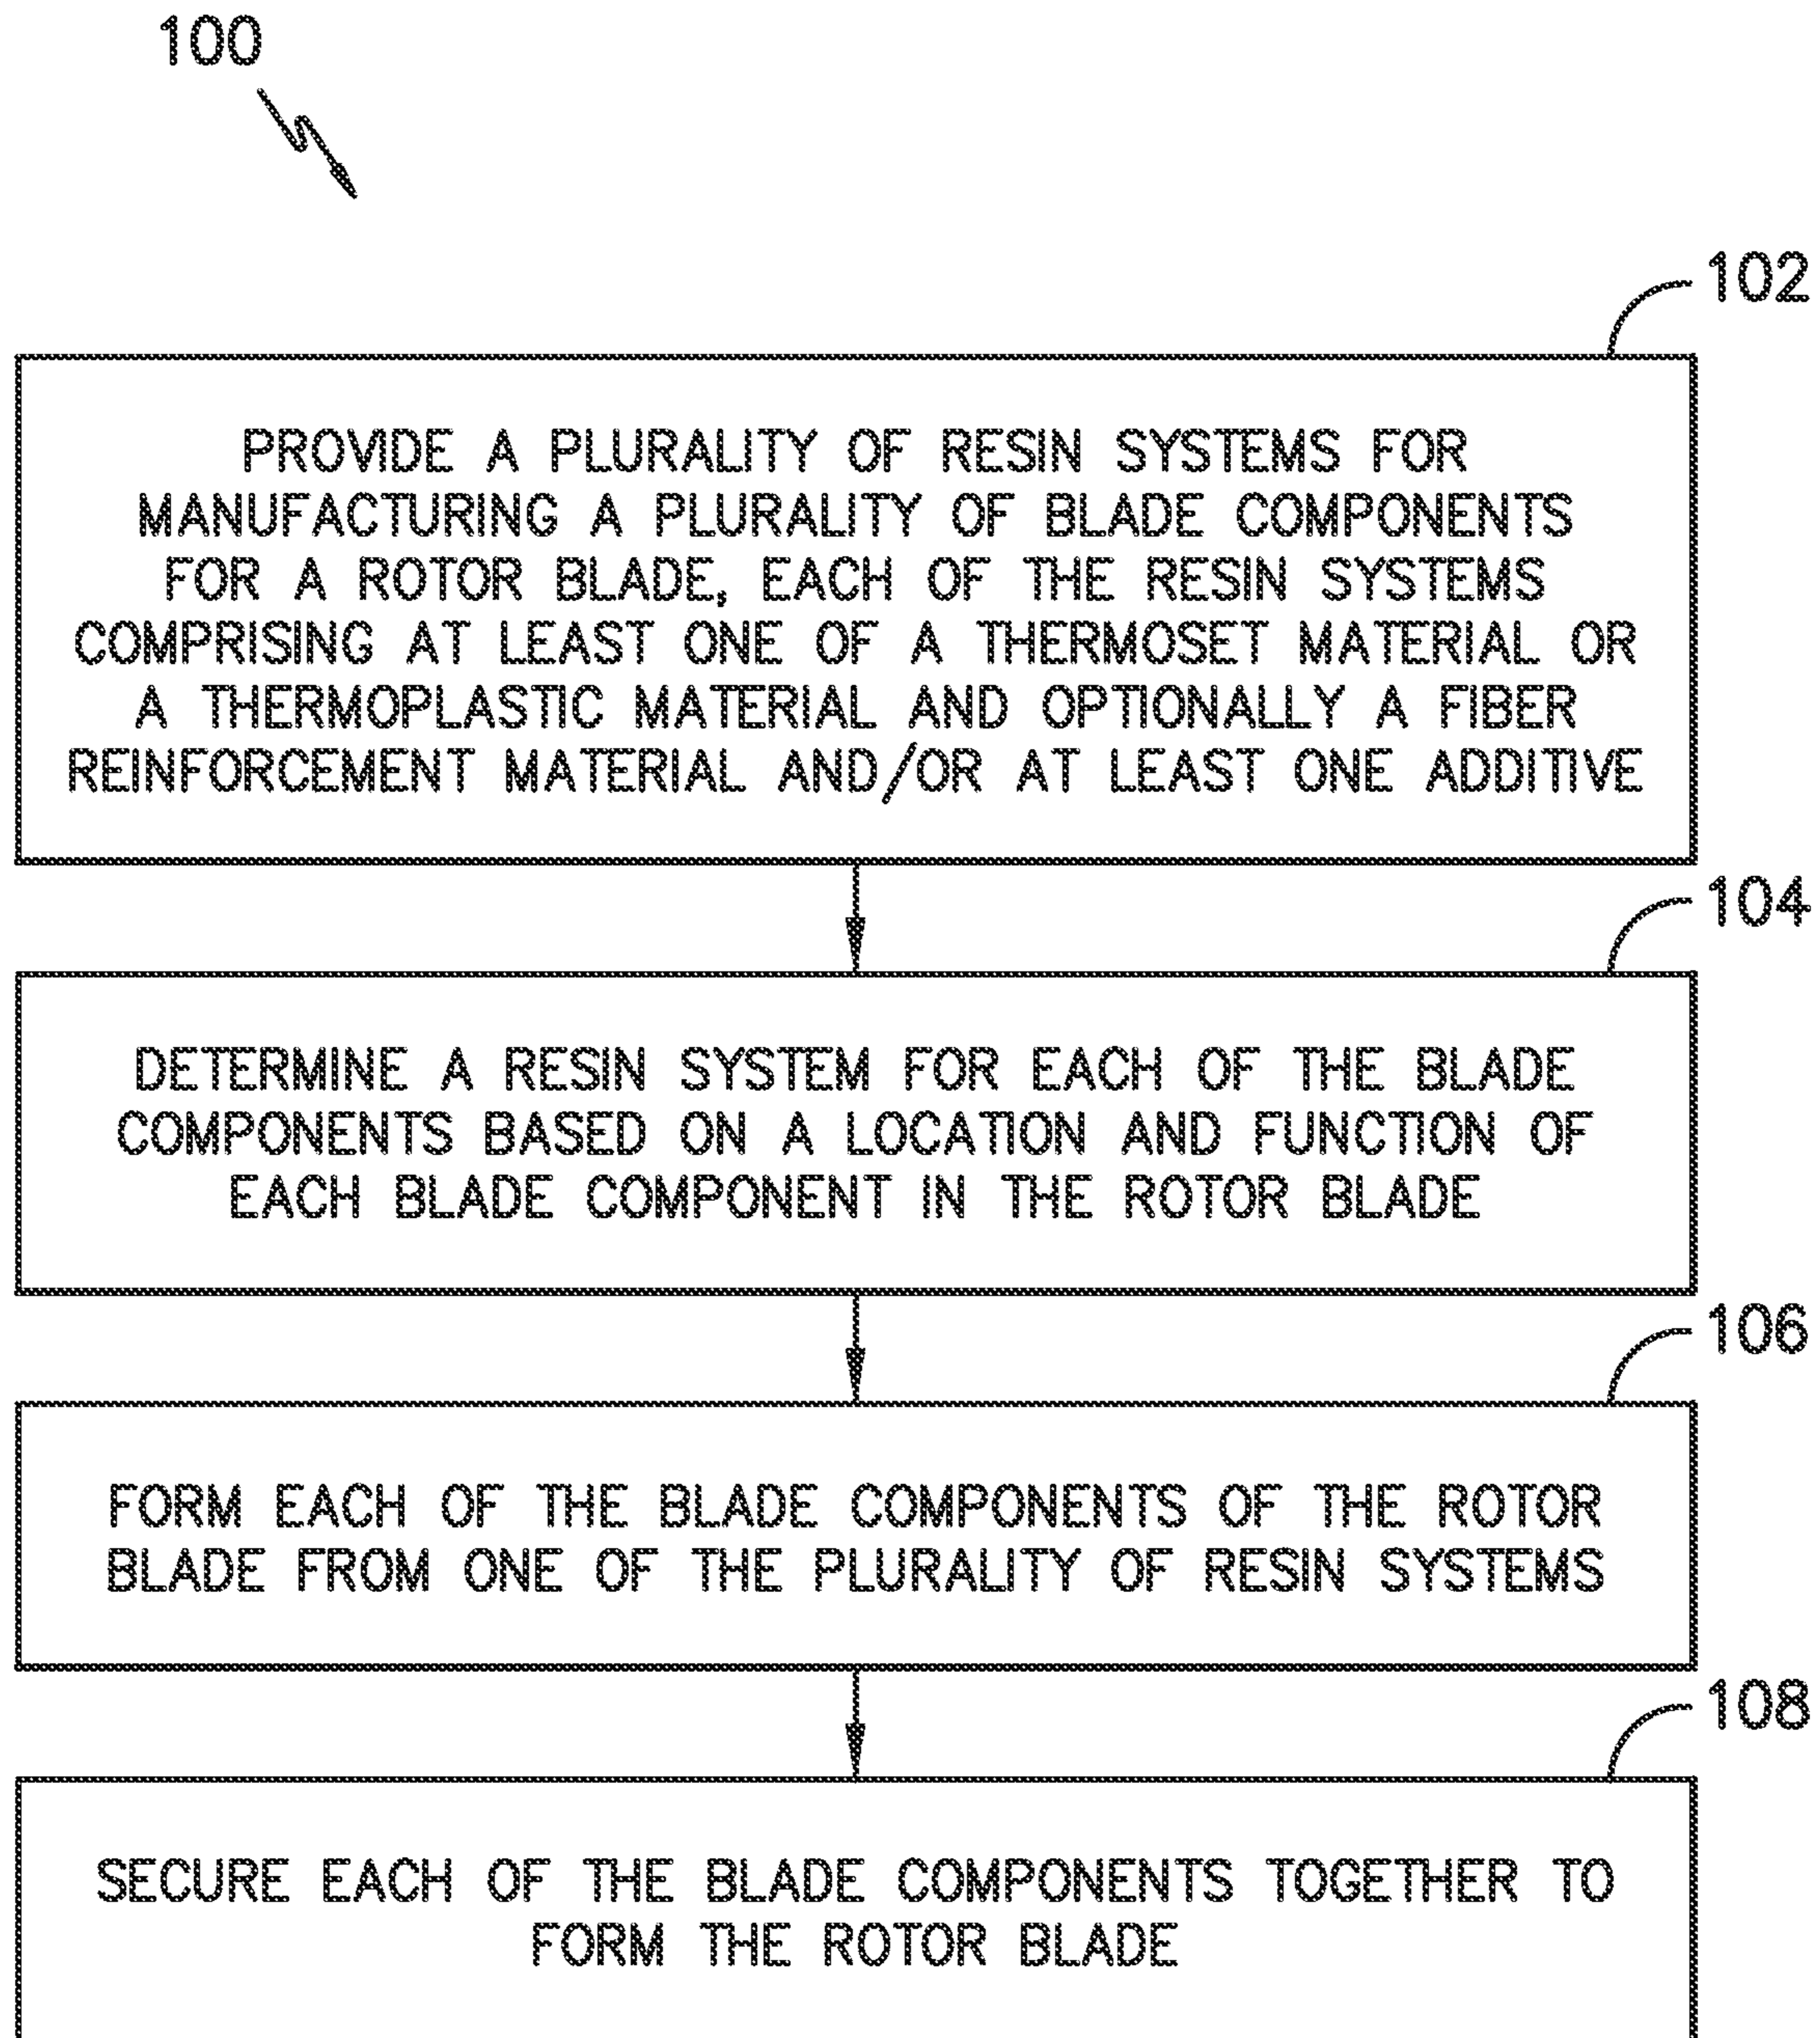 100
102
PROVIDE A PLURALITY OF RESIN SYSTEMS FOR
MANUFACTURING A PLURALITY OF BLADE COMPONENTS
FOR A ROTOR BLADE, EACH OF THE RESIN SYSTEMS
COMPRISING AT LEAST ONE OF A THERMOSET MATERIAL OR
A THERMOPLASTIC MATERIAL AND OPTIONALLY A FIBER
REINFORCEMENT MATERIAL AND/OR AT LEAST ONE ADDITIVE
104
DETERMINE A RESIN SYSTEM FOR EACH OF THE BLADE
COMPONENTS BASED ON A LOCATION AND FUNCTION OF
EACH BLADE COMPONENT IN THE ROTOR BLADE
106
FORM EACH OF THE BLADE COMPONENTS OF THE ROTOR
BLADE FROM ONE OF THE PLURALITY OF RESIN SYSTEMS
108
SECURE EACH OF THE BLADE COMPONENTS TOGETHER TO
FORM THE ROTOR BLADE